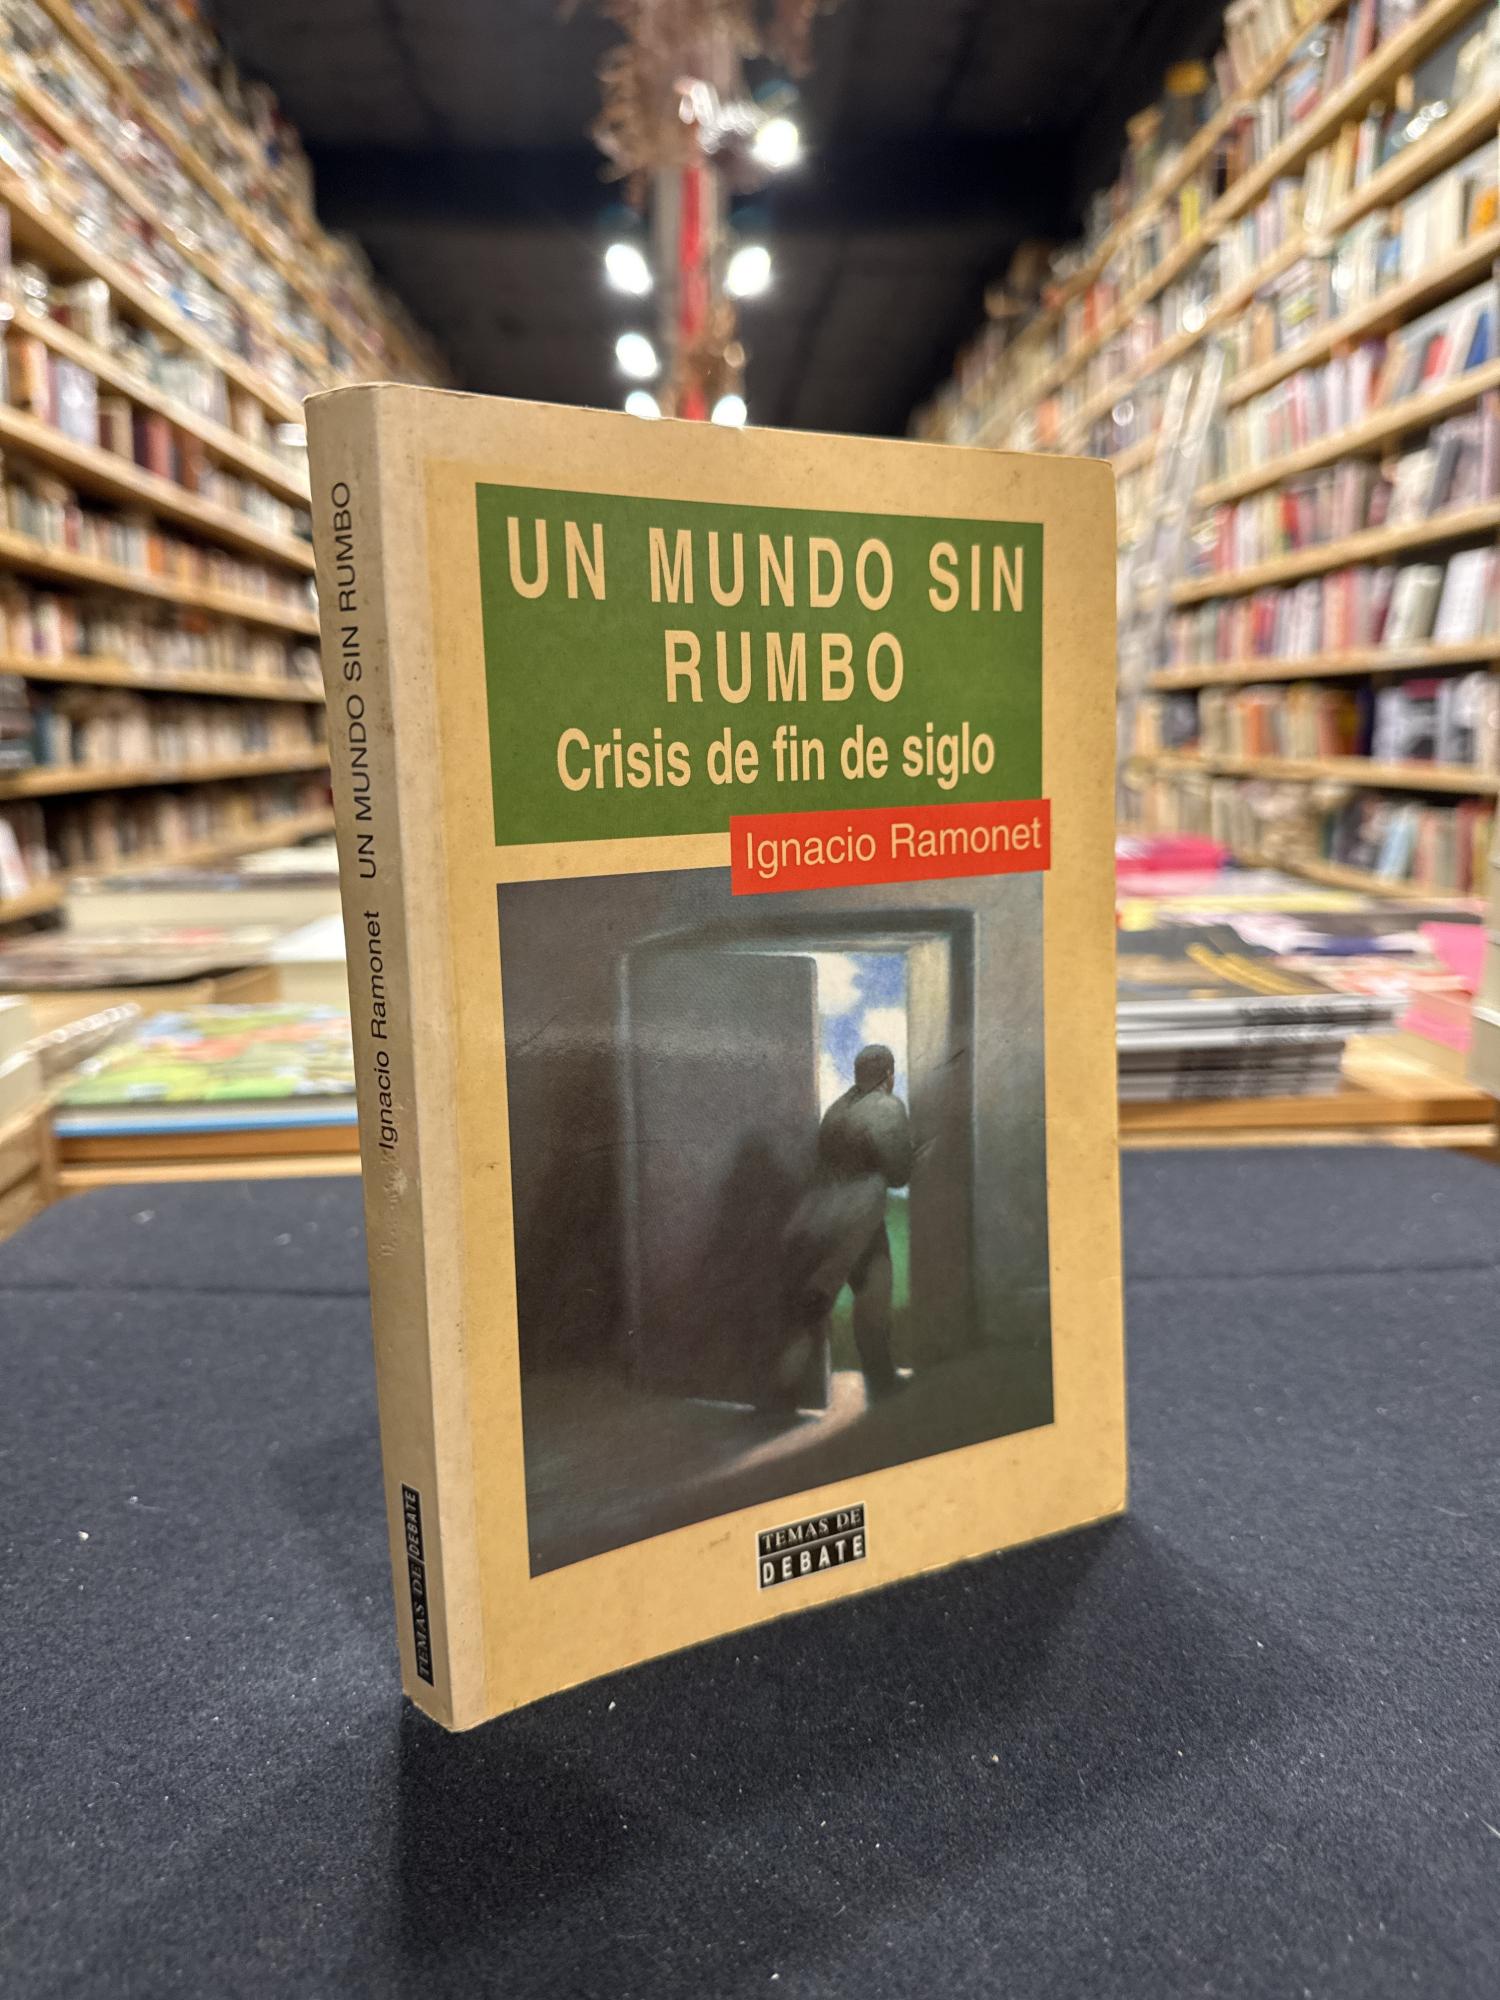 UN MUNDO SIN
RUMBO
Crisis de fin de siglo
Ignacio Ramonet
TEMAS DE
DEBATE
Ignacio Ramonet UN MUNDO SIN RUMBO
TEMAS DE DEBATE